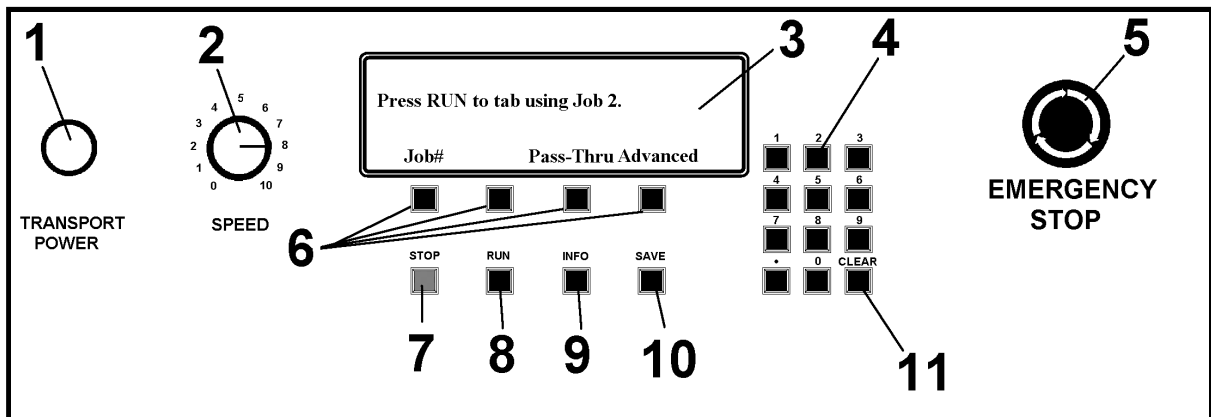 1
2
3
4
5
Press RUN to tab using Job 2.
Job# Pass-Thru Advanced
0 1 2 3 4 5 6 7 8 9 10
TRANSPORT
POWER
SPEED
6
STOP RUN INFO SAVE
7
8
9
10
1 2 3
4 5 6
7 8 9
• 0 CLEAR
11
EMERGENCY
STOP